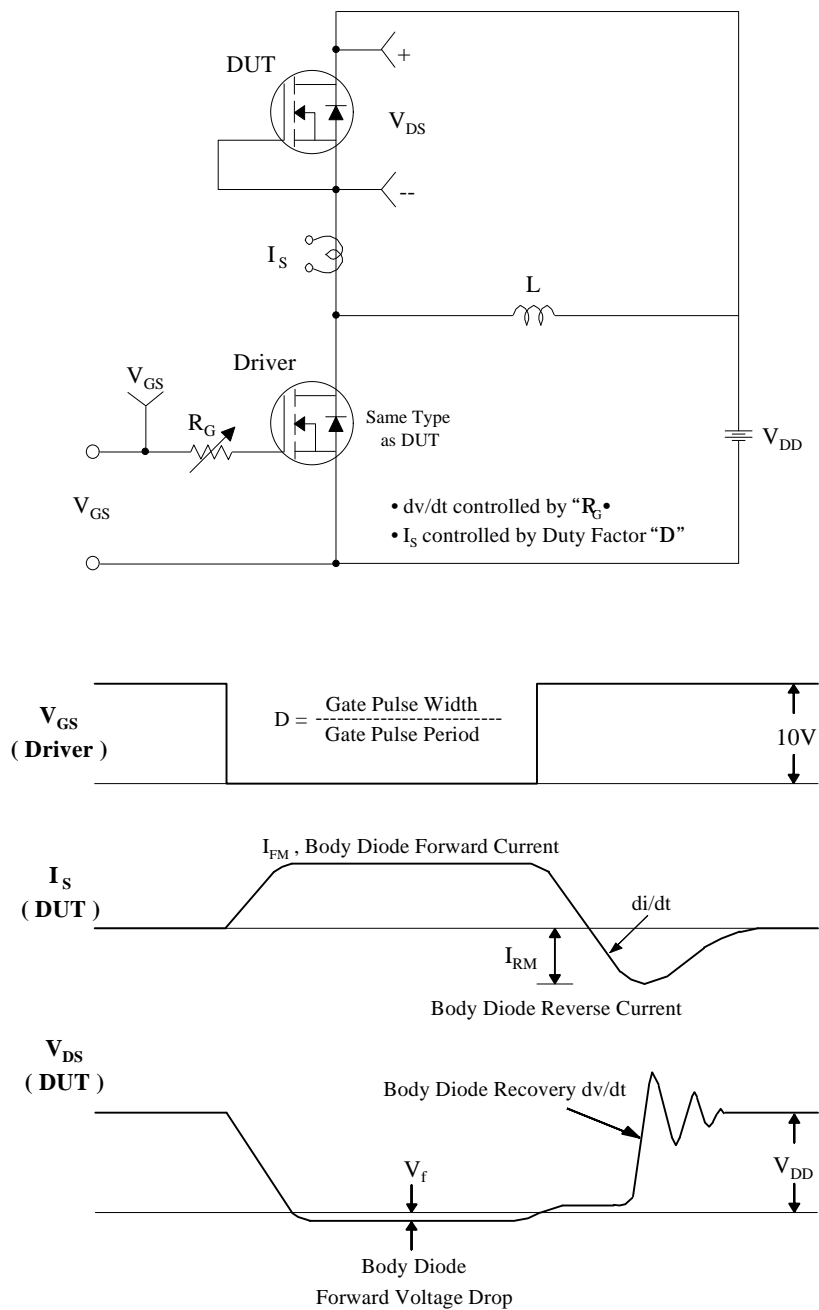 DUT
+
V_DS
--
I_S
L
Driver
V_GS
R_G
Same Type
as DUT
V_DD
V_GS
• dv/dt controlled by “R_G•
• I_S controlled by Duty Factor “D”
V_GS
( Driver )
D = Gate Pulse Width
Gate Pulse Period
10V
I_FM , Body Diode Forward Current
I_S
( DUT )
di/dt
I_RM
Body Diode Reverse Current
V_DS
( DUT )
Body Diode Recovery dv/dt
V_f
V_DD
Body Diode
Forward Voltage Drop